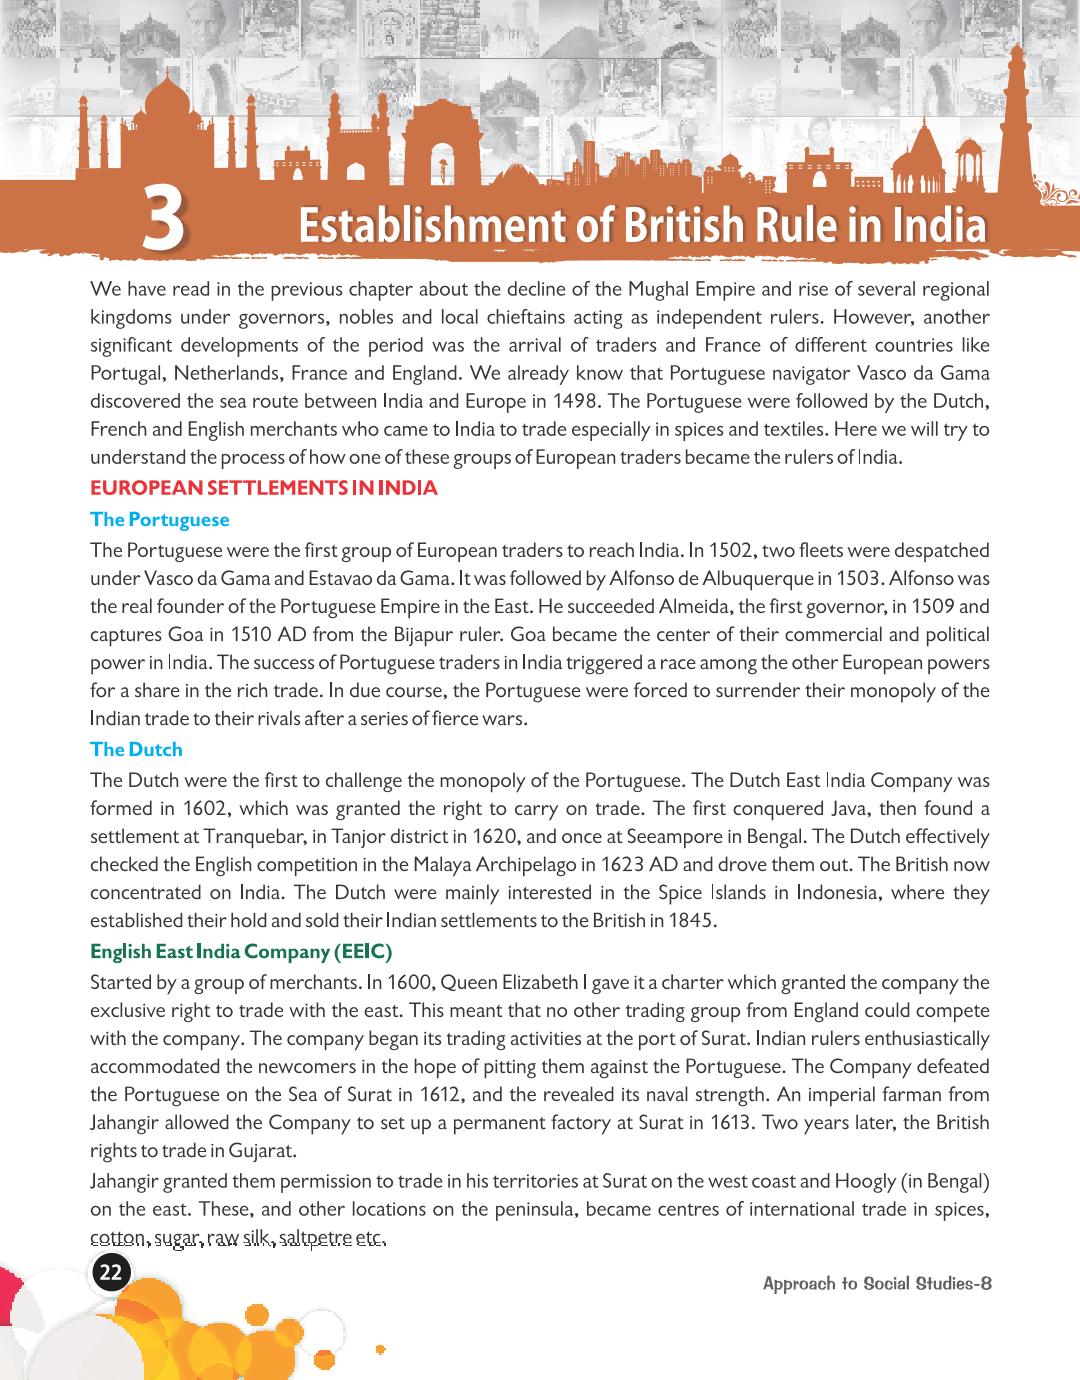 3
Establishment of British Rule in India
We have read in the previous chapter about the decline of the Mughal Empire and rise of several regional
kingdoms under governors, nobles and local chieftains acting as independent rulers. However, another
significant developments of the period was the arrival of traders and France of different countries like
Portugal, Netherlands, France and England. We already know that Portuguese navigator Vasco da Gama
discovered the sea route between India and Europe in 1498. The Portuguese were followed by the Dutch,
French and English merchants who came to India to trade especially in spices and textiles. Here we will try to
understand the process of how one of these groups of European traders became the rulers of India.
EUROPEAN SETTLEMENTS IN INDIA
The Portuguese
The Portuguese were the first group of European traders to reach India. In 1502, two fleets were despatched
under Vasco da Gama and Estavao da Gama. It was followed by Alfonso de Albuquerque in 1503. Alfonso was
the real founder of the Portuguese Empire in the East. He succeeded Almeida, the first governor, in 1509 and
captures Goa in 1510 AD from the Bijapur ruler. Goa became the center of their commercial and political
power in India. The success of Portuguese traders in India triggered a race among the other European powers
for a share in the rich trade. In due course, the Portuguese were forced to surrender their monopoly of the
Indian trade to their rivals after a series of fierce wars.
The Dutch
The Dutch were the first to challenge the monopoly of the Portuguese. The Dutch East India Company was
formed in 1602, which was granted the right to carry on trade. The first conquered Java, then found a
settlement at Tranquebar, in Tanjor district in 1620, and once at Seeampore in Bengal. The Dutch effectively
checked the English competition in the Malaya Archipelago in 1623 AD and drove them out. The British now
concentrated on India. The Dutch were mainly interested in the Spice Islands in Indonesia, where they
established their hold and sold their Indian settlements to the British in 1845.
English East India Company (EEIC)
Started by a group of merchants. In 1600, Queen Elizabeth I gave it a charter which granted the company the
exclusive right to trade with the east. This meant that no other trading group from England could compete
with the company. The company began its trading activities at the port of Surat. Indian rulers enthusiastically
accommodated the newcomers in the hope of pitting them against the Portuguese. The Company defeated
the Portuguese on the Sea of Surat in 1612, and the revealed its naval strength. An imperial farman from
Jahangir allowed the Company to set up a permanent factory at Surat in 1613. Two years later, the British
rights to trade in Gujarat.
Jahangir granted them permission to trade in his territories at Surat on the west coast and Hoogly (in Bengal)
on the east. These, and other locations on the peninsula, became centres of international trade in spices,
cotton, sugar, raw silk, saltpetre etc.
22
Approach to Social Studies-8